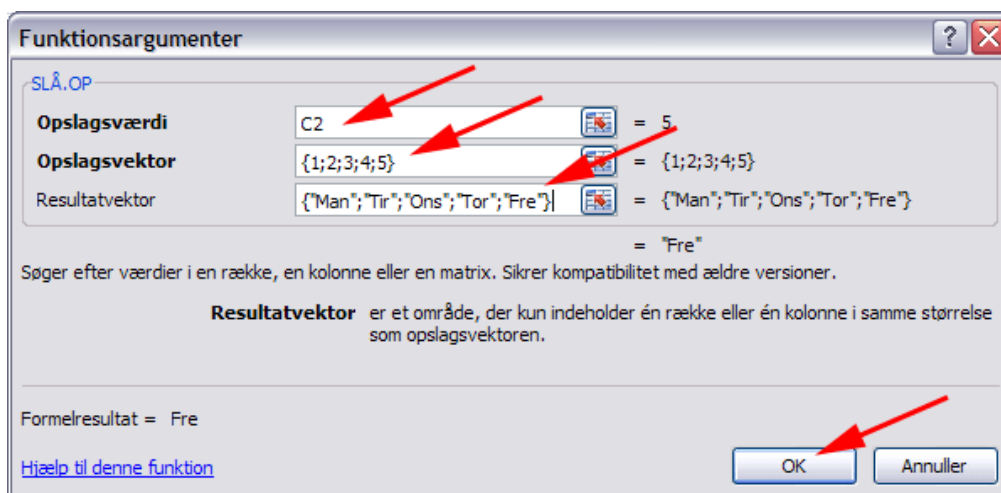 Funktionsargumenter
SLÅ.OP
Opslagsværdi C2 = 5
Opslagsvektor {1;2;3;4;5} = {1;2;3;4;5}
Resultatvektor {"Man";"Tir";"Ons";"Tor";"Fre"} = {"Man";"Tir";"Ons";"Tor";"Fre"}
= "Fre"
Søger efter værdier i en række, en kolonne eller en matrix. Sikrer kompatibilitet med ældre versioner.
Resultatvektor er et område, der kun indeholder én række eller én kolonne i samme størrelse
som opslagsvektoren.
Formelresultat = Fre
Hjælp til denne funktion OK Annuller